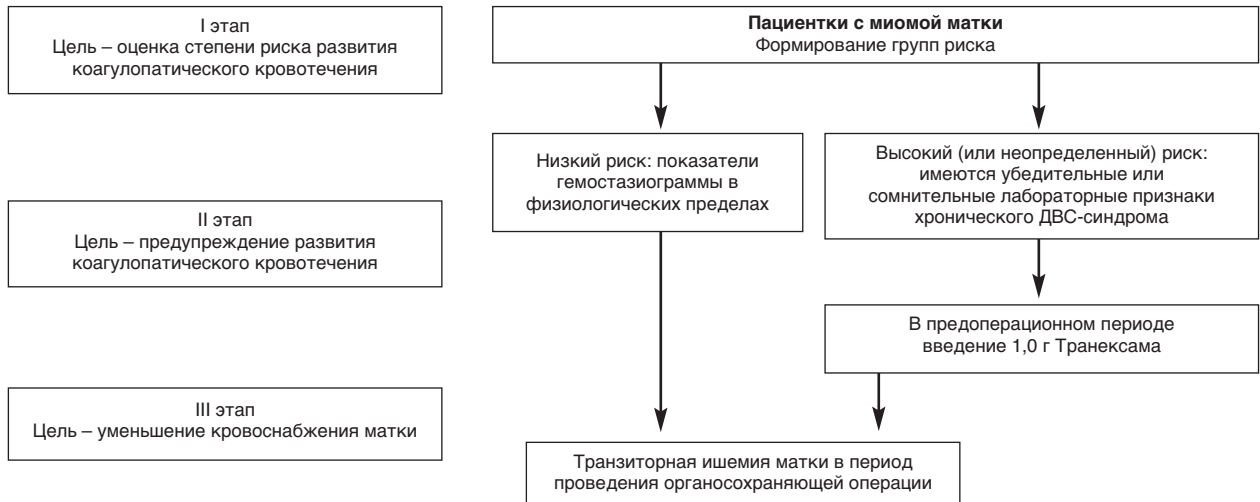 I этап
Цель – оценка степени риска развития
коагулопатического кровотечения
II этап
Цель – предупреждение развития
коагулопатического кровотечения
III этап
Цель – уменьшение кровоснабжения матки
Пациентки с миомой матки
Формирование групп риска
Низкий риск: показатели
гемостазиограммы в
физиологических пределах
Высокий (или неопределенный) риск:
имеются убедительные или
сомнительные лабораторные признаки
хронического ДВС-синдрома
В предоперационном периоде
введение 1,0 г Транексама
Транзиторная ишемия матки в период
проведения органосохраняющей операции